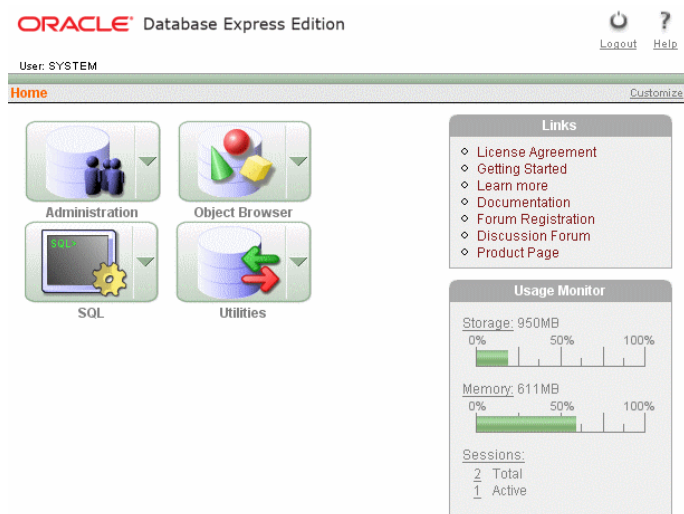 ORACLE® Database Express Edition
Logout Help
User: SYSTEM
Home Customize
Administration Object Browser
SQL>
SQL Utilities
Links
License Agreement
Getting Started
Learn more
Documentation
Forum Registration
Discussion Forum
Product Page
Usage Monitor
Storage: 950MB
0% 50% 100%
Memory: 611MB
0% 50% 100%
Sessions:
2 Total
1 Active